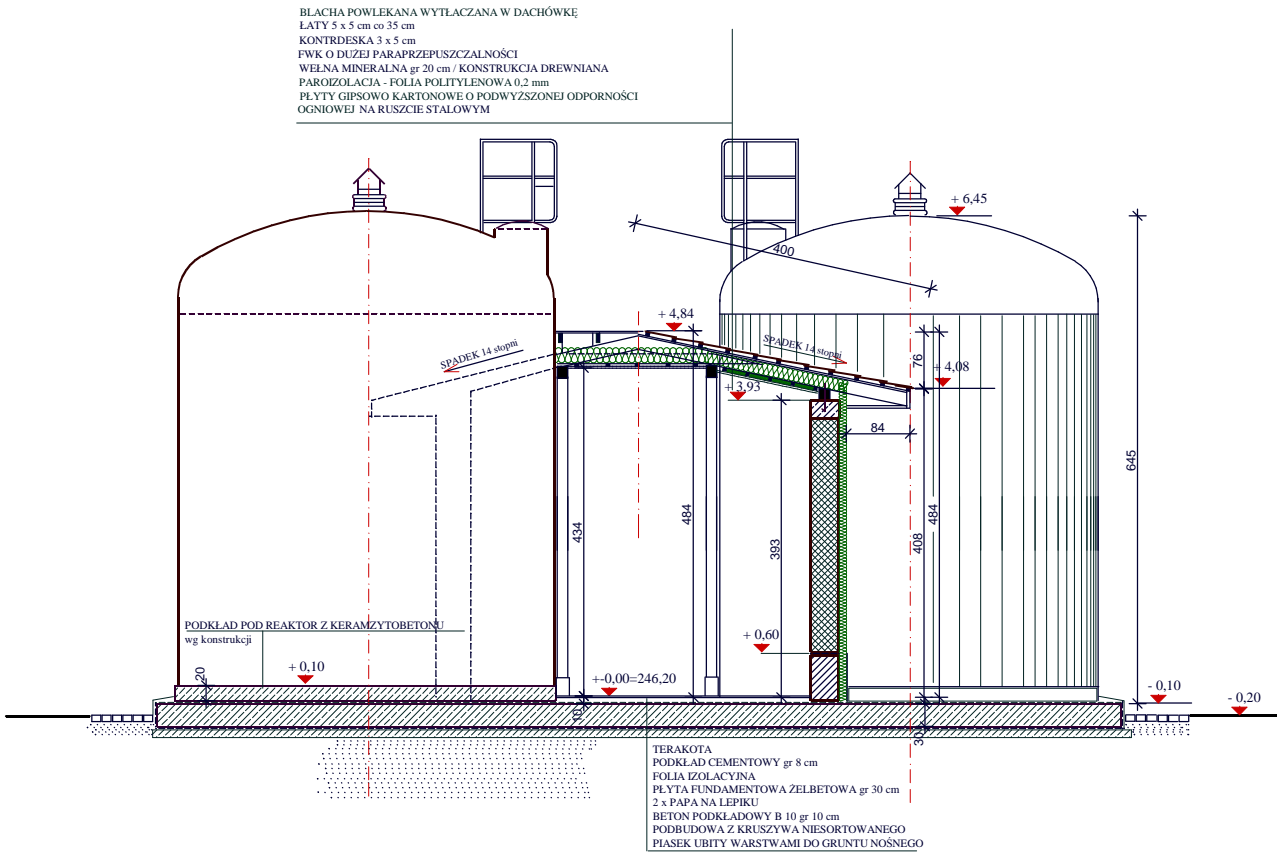 BLACHA POWLEKANA WYTŁACZANA W DACHÓWKĘ
ŁATY 5 x 5 cm co 35 cm
KONTRDESKA 3 x 5 cm
FWK O DUŻEJ PARAPRZEPUSZCZALNOŚCI
WEŁNA MINERALNA gr 20 cm / KONSTRUKCJA DREWNIANA
PAROIZOLACJA - FOLIA POLITYLENOWA 0,2 mm
PŁYTY GIPSOWO KARTONOWE O PODWYŻSZONEJ ODPORNOŚCI
OGNIOWEJ NA RUSZCIE STALOWYM
+ 6,45
400
+ 4,84
SPADEK 14 stopni
SPADEK 14 stopni
76
+ 4,08
+ 3,93
84
645
434
484
393
408
484
PODKŁAD POD REAKTOR Z KERAMZYTOBETONU
wg konstrukcji
+ 0,60
+ 0,10
20
+-0,00=246,20
- 0,10
- 0,20
10
30
TERAKOTA
PODKŁAD CEMENTOWY gr 8 cm
FOLIA IZOLACYJNA
PŁYTA FUNDAMENTOWA ŻELBETOWA gr 30 cm
2 x PAPA NA LEPIKU
BETON PODKŁADOWY B 10 gr 10 cm
PODBUDOWA Z KRUSZYWA NIESORTOWANEGO
PIASEK UBITY WARSTWAMI DO GRUNTU NOŚNEGO